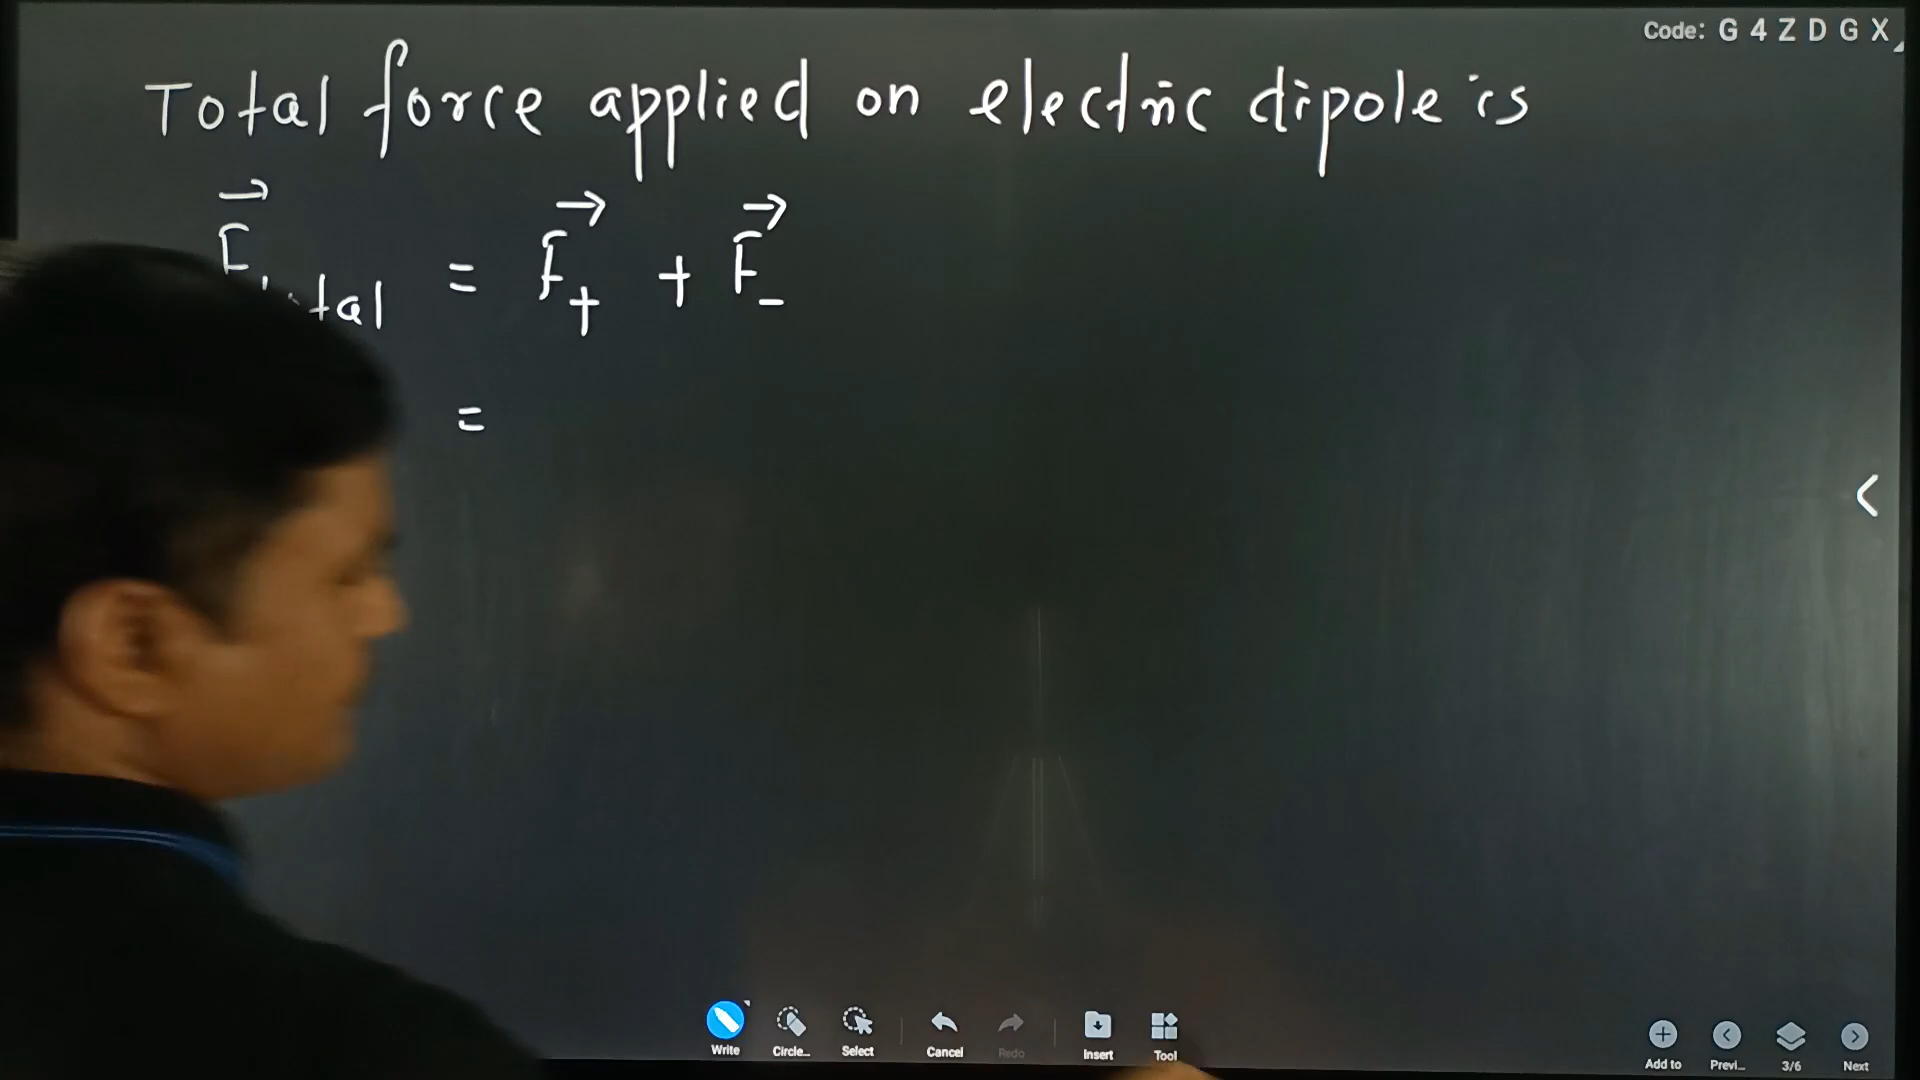 Code: G 4 Z D G X
Total force applied on electric dipole is
F⃗ total = F⃗₊ + F⃗₋
=
<
Write Circle... Select Cancel Redo Insert Tool
Add to Previ... 3/6 Next